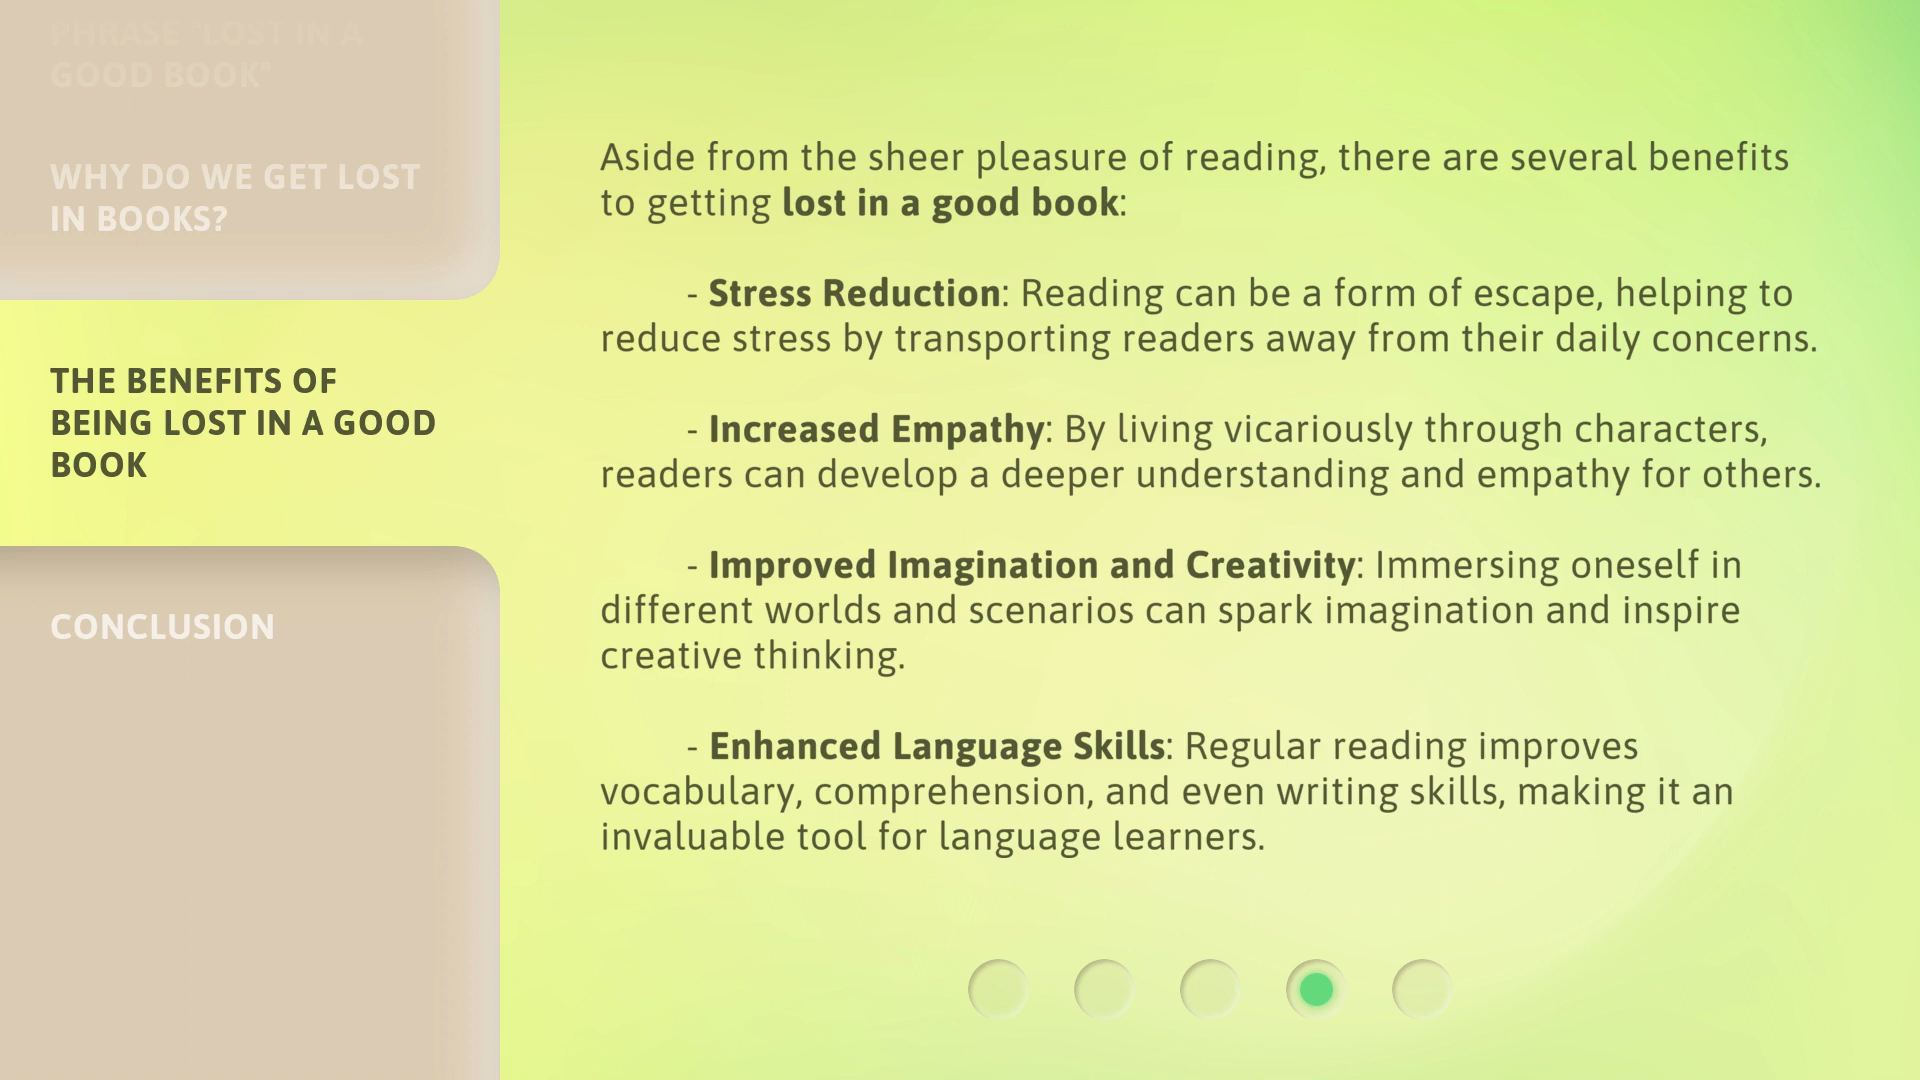 PHRASE "LOST IN A
GOOD BOOK"
WHY DO WE GET LOST
IN BOOKS?
THE BENEFITS OF
BEING LOST IN A GOOD
BOOK
CONCLUSION
Aside from the sheer pleasure of reading, there are several benefits
to getting lost in a good book:
- Stress Reduction: Reading can be a form of escape, helping to
reduce stress by transporting readers away from their daily concerns.
- Increased Empathy: By living vicariously through characters,
readers can develop a deeper understanding and empathy for others.
- Improved Imagination and Creativity: Immersing oneself in
different worlds and scenarios can spark imagination and inspire
creative thinking.
- Enhanced Language Skills: Regular reading improves
vocabulary, comprehension, and even writing skills, making it an
invaluable tool for language learners.